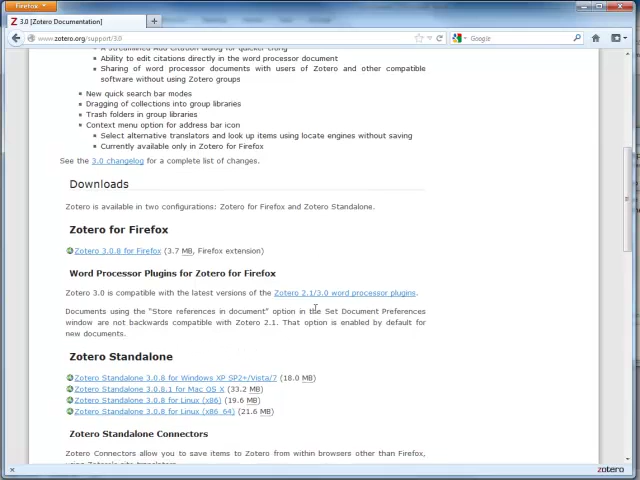 Firefox
3.0 [Zotero Documentation]
www.zotero.org/support/3.0
Google
Ability to edit citations directly in the word processor document
Sharing of word processor documents with users of Zotero and other compatible
software without using Zotero groups
New quick search bar modes
Dragging of collections into group libraries
Trash folders in group libraries
Context menu option for address bar icon
Select alternative translators and look up items using locate engines without saving
Currently available only in Zotero for Firefox
See the 3.0 changelog for a complete list of changes.
Downloads
Zotero is available in two configurations: Zotero for Firefox and Zotero Standalone.
Zotero for Firefox
Zotero 3.0.8 for Firefox (3.7 MB, Firefox extension)
Word Processor Plugins for Zotero for Firefox
Zotero 3.0 is compatible with the latest versions of the Zotero 2.1/3.0 word processor plugins.
Documents using the "Store references in document" option in the Set Document Preferences
window are not backwards compatible with Zotero 2.1. That option is enabled by default for
new documents.
Zotero Standalone
Zotero Standalone 3.0.8 for Windows XP SP2+/Vista/7 (18.0 MB)
Zotero Standalone 3.0.8.1 for Mac OS X (33.2 MB)
Zotero Standalone 3.0.8 for Linux (x86) (19.6 MB)
Zotero Standalone 3.0.8 for Linux (x86_64) (21.6 MB)
Zotero Standalone Connectors
Zotero Connectors allow you to save items to Zotero from within browsers other than Firefox,
zotero